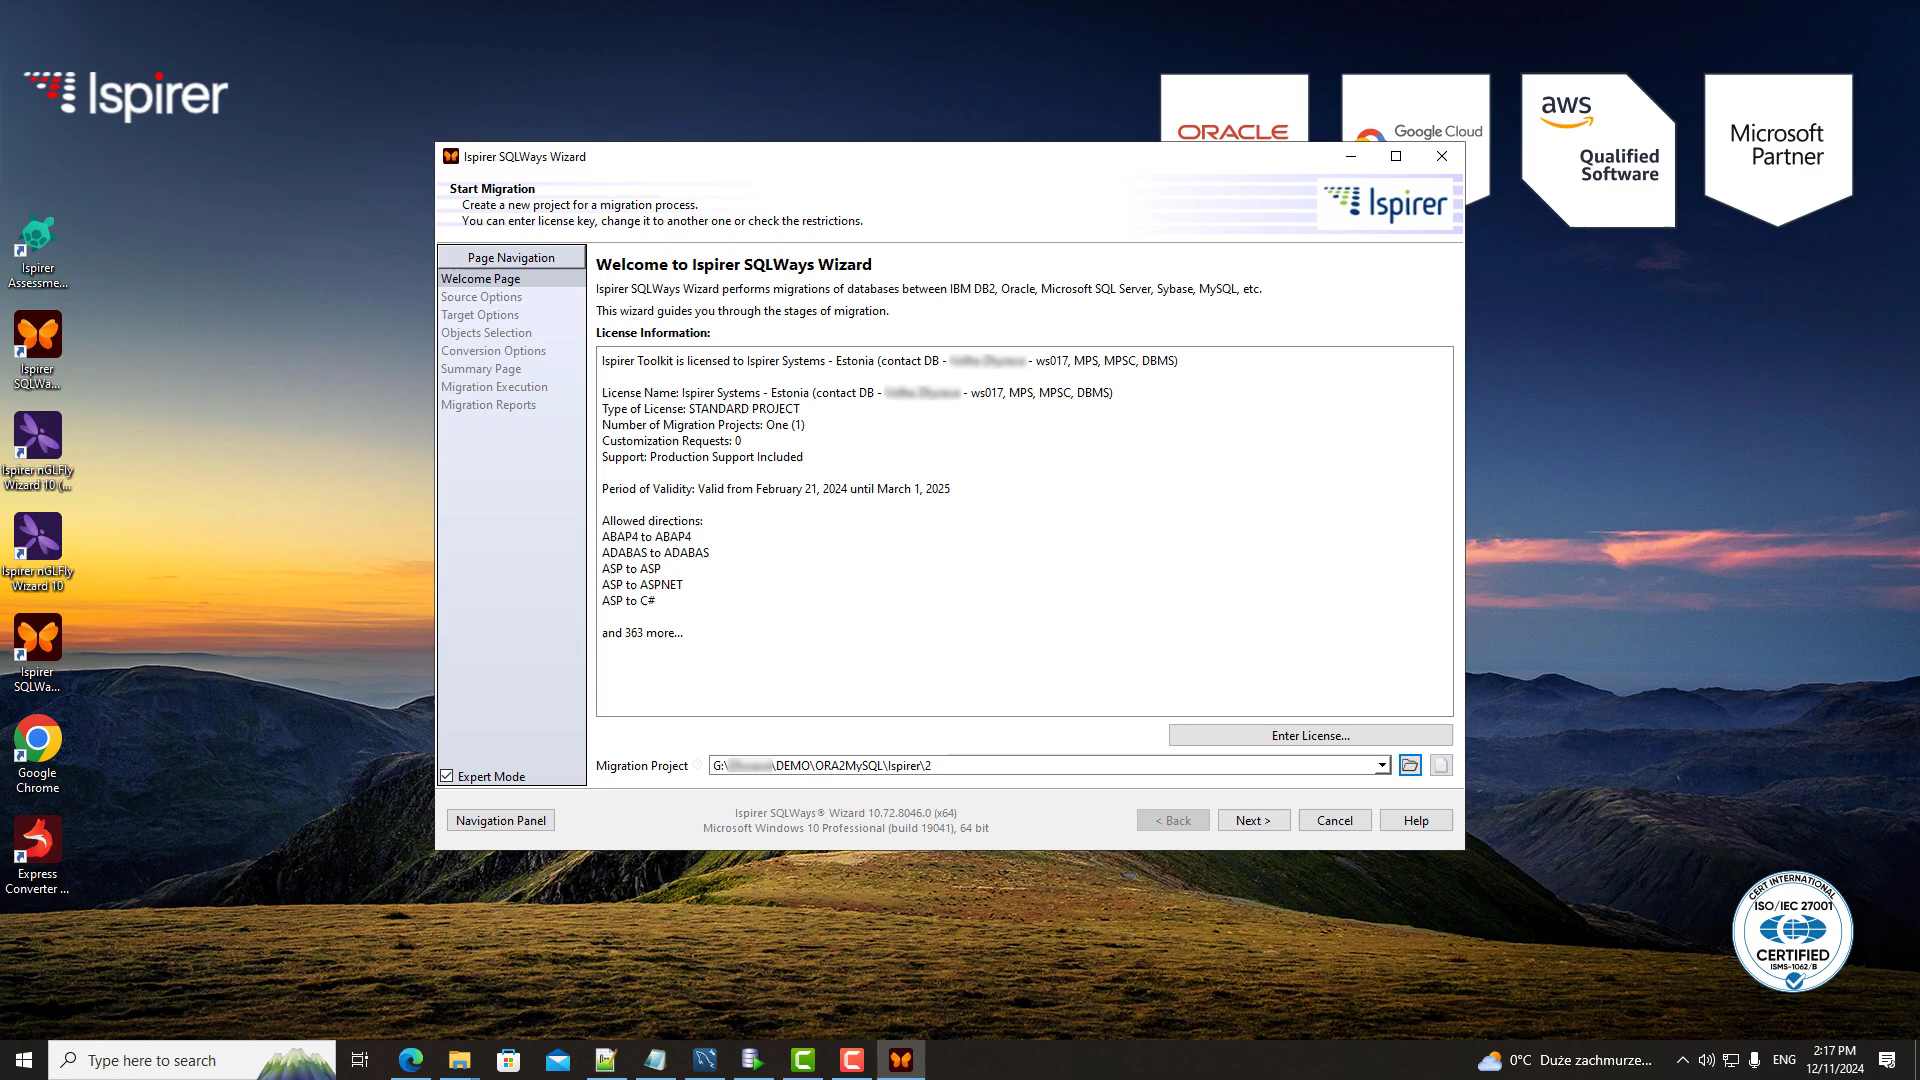 Ispirer
ORACLE
Google Cloud
aws
Qualified
Software
Microsoft
Partner
Ispirer
Assessme...
Ispirer
SQLWa...
Ispirer nGLFly
Wizard 10 (...
Ispirer nGLFly
Wizard 10
Ispirer
SQLWa...
Google
Chrome
Express
Converter ...
Ispirer SQLWays Wizard
Start Migration
Create a new project for a migration process.
You can enter license key, change it to another one or check the restrictions.
Ispirer
Page Navigation
Welcome Page
Source Options
Target Options
Objects Selection
Conversion Options
Summary Page
Migration Execution
Migration Reports
Expert Mode
Welcome to Ispirer SQLWays Wizard
Ispirer SQLWays Wizard performs migrations of databases between IBM DB2, Oracle, Microsoft SQL Server, Sybase, MySQL, etc.
This wizard guides you through the stages of migration.
License Information:
Ispirer Toolkit is licensed to Ispirer Systems - Estonia (contact DB - - ws017, MPS, MPSC, DBMS)
License Name: Ispirer Systems - Estonia (contact DB - - ws017, MPS, MPSC, DBMS)
Type of License: STANDARD PROJECT
Number of Migration Projects: One (1)
Customization Requests: 0
Support: Production Support Included
Period of Validity: Valid from February 21, 2024 until March 1, 2025
Allowed directions:
ABAP4 to ABAP4
ADABAS to ADABAS
ASP to ASP
ASP to ASPNET
ASP to C#
and 363 more...
Enter License...
Migration Project
G:\ \DEMO\ORA2MySQL\Ispirer\2
Navigation Panel
Ispirer SQLWays® Wizard 10.72.8046.0 (x64)
Microsoft Windows 10 Professional (build 19041), 64 bit
< Back
Next >
Cancel
Help
CERT INTERNATIONAL
ISO/IEC 27001
CERTIFIED
ISMS-1062/B
Type here to search
0°C Duże zachmurze...
ENG
2:17 PM
12/11/2024